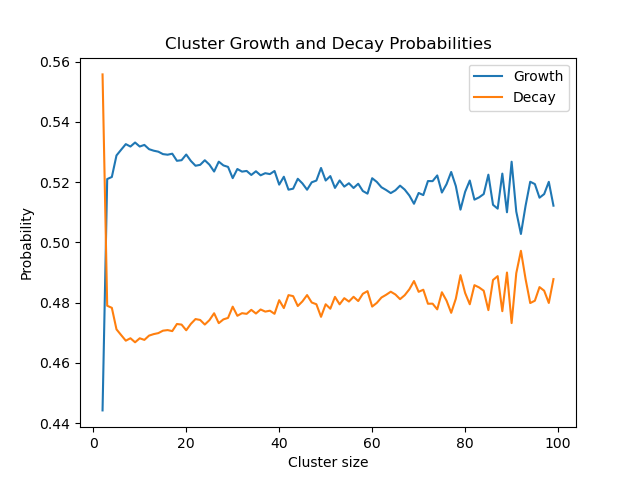 Cluster Growth and Decay Probabilities
Growth
Decay
0.56
0.54
0.52
0.50
0.48
0.46
0.44
Probability
0
20
40
60
80
100
Cluster size